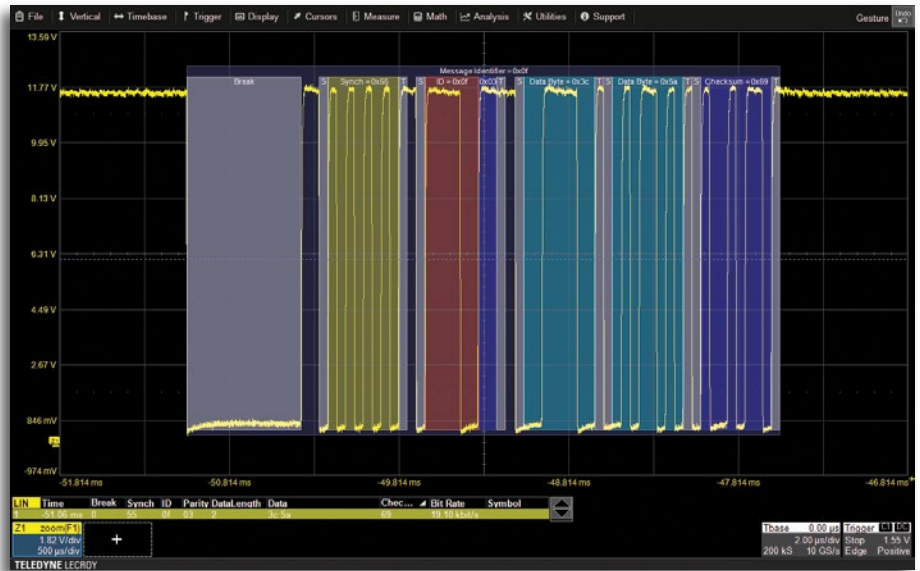 File Vertical Timebase Trigger Display Cursors Measure Math Analysis Utilities Support Gesture Undo
13.59 V
Message Identifier = 0x0f
Break S Synch = 0x55 T S ID = 0x0f 0x03 T S Data Byte = 0x3c T S Data Byte = 0x5a T S Checksum = 0x69 T
11.77 V
9.95 V
8.13 V
6.31 V
4.49 V
2.67 V
846 mV
Z1
-974 mV
-51.814 ms -50.814 ms -49.814 ms -48.814 ms -47.814 ms -46.814 ms
LIN Time Break Synch ID Parity DataLength Data Chec... Bit Rate Symbol
1 -51.06 ms 0 55 0f 03 2 3c 5a 69 19.10 kbit/s
Z1 zoom(F1) Tbase 0.00 µs Trigger C1 DC
1.82 V/div 2.00 µs/div Stop 1.55 V
500 µs/div 200 kS 10 GS/s Edge Positive
TELEDYNE LECROY